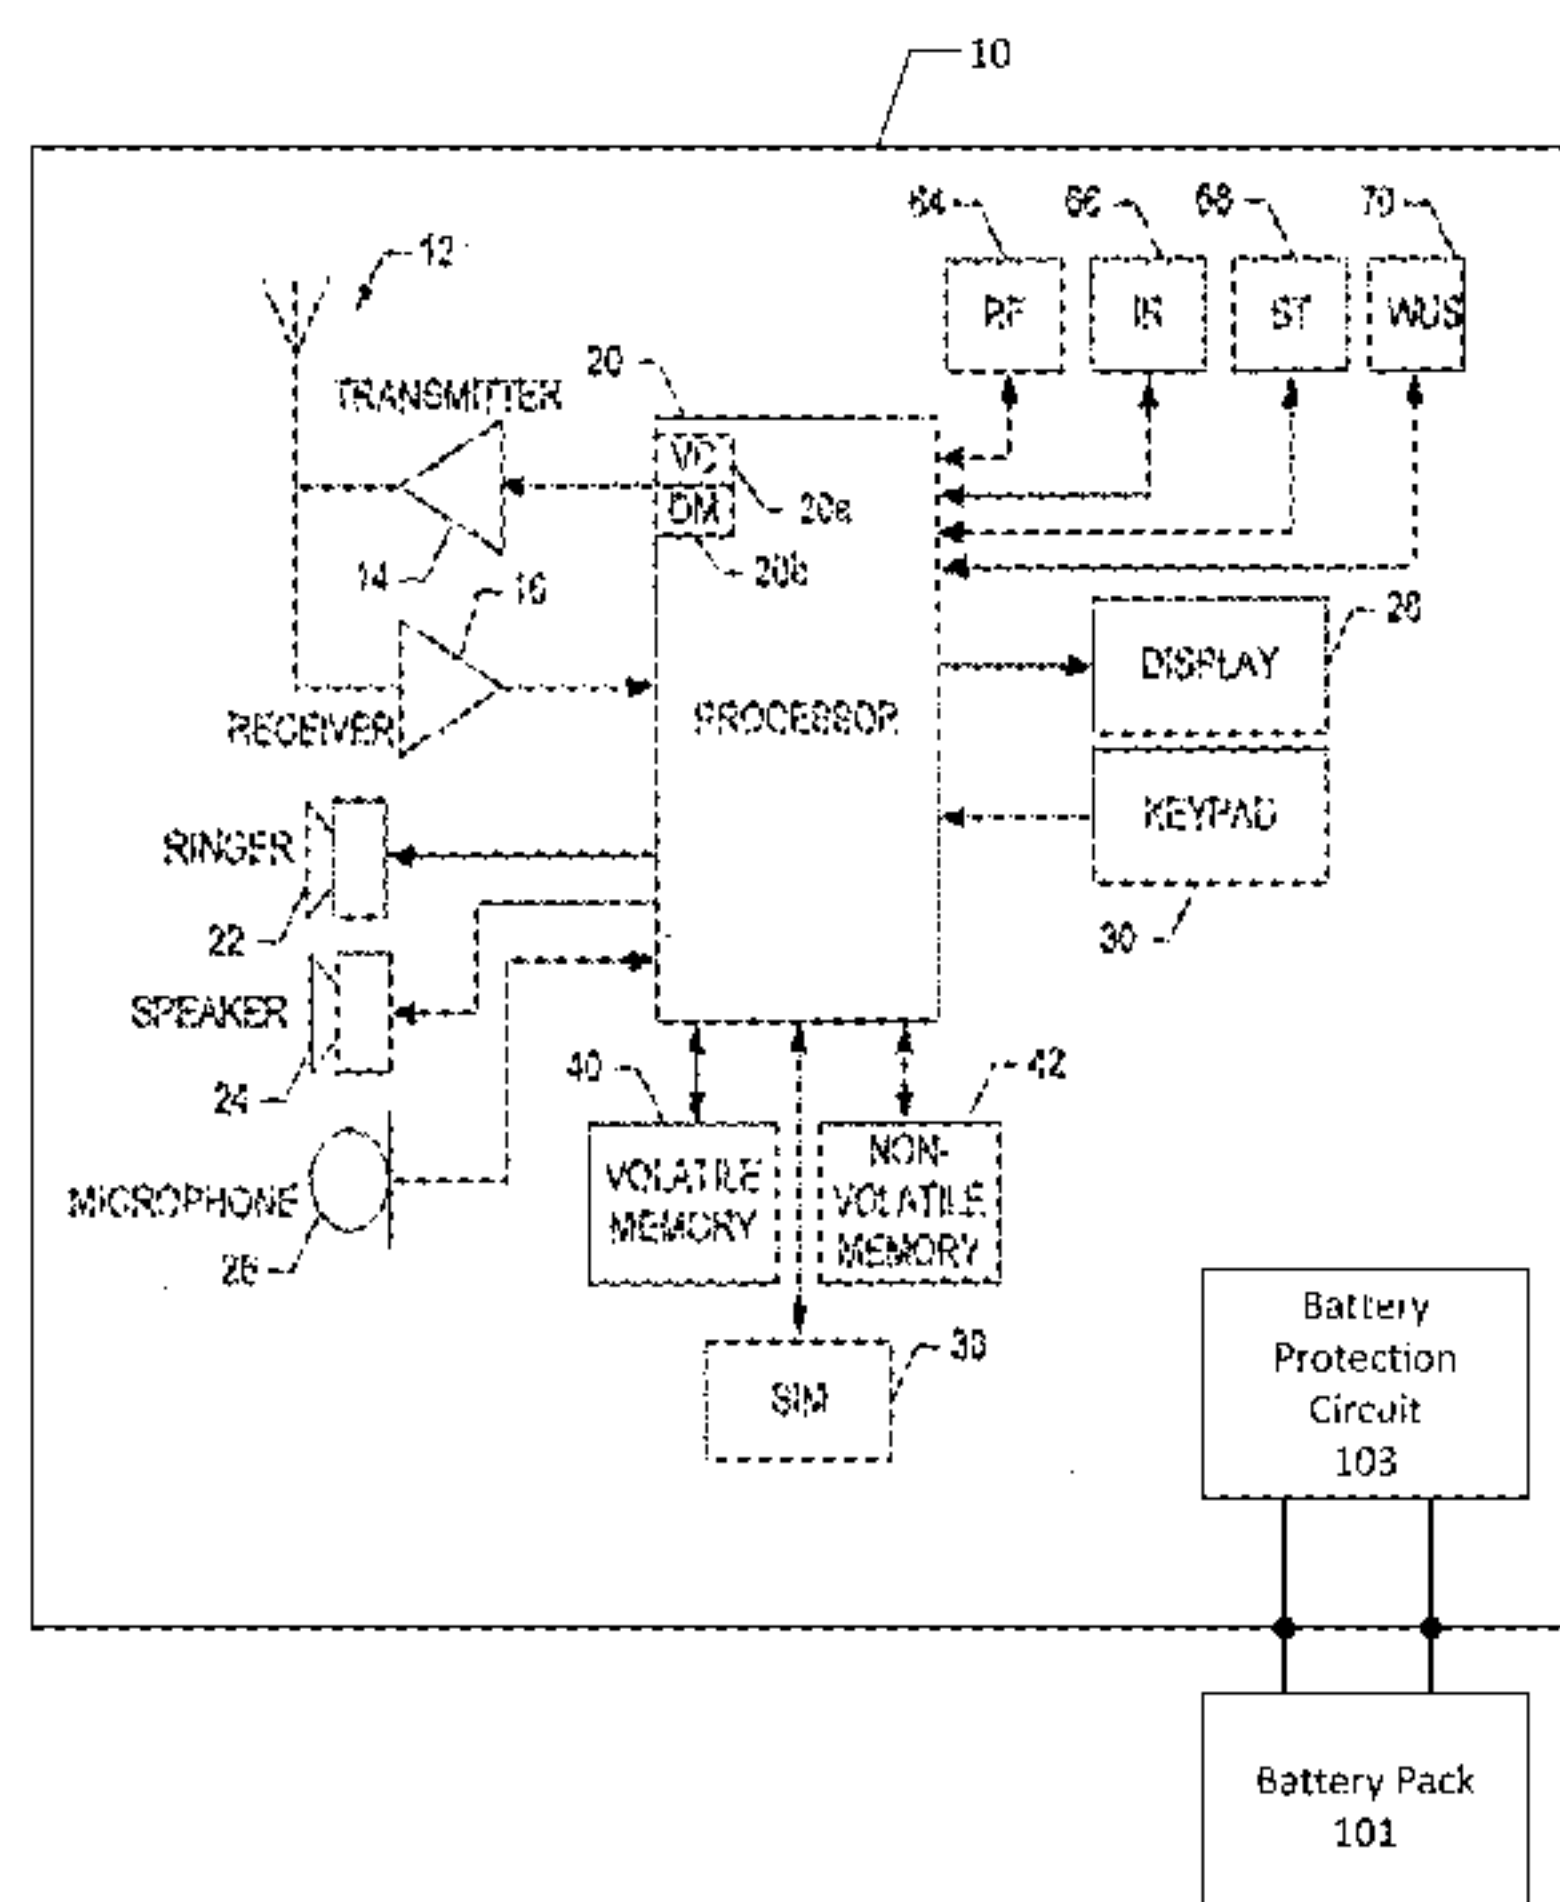 10
64
66
68
70
12
RF
IR
ST
WUS
20
TRANSMITTER
VC
20a
DM
14
20b
16
28
DISPLAY
RECEIVER
PROCESSOR
RINGER
KEYPAD
22
30
SPEAKER
24
40
42
VOLATILE
MEMORY
NON-
VOLATILE
MEMORY
MICROPHONE
26
SIM
Battery
Protection
Circuit
103
Battery Pack
101